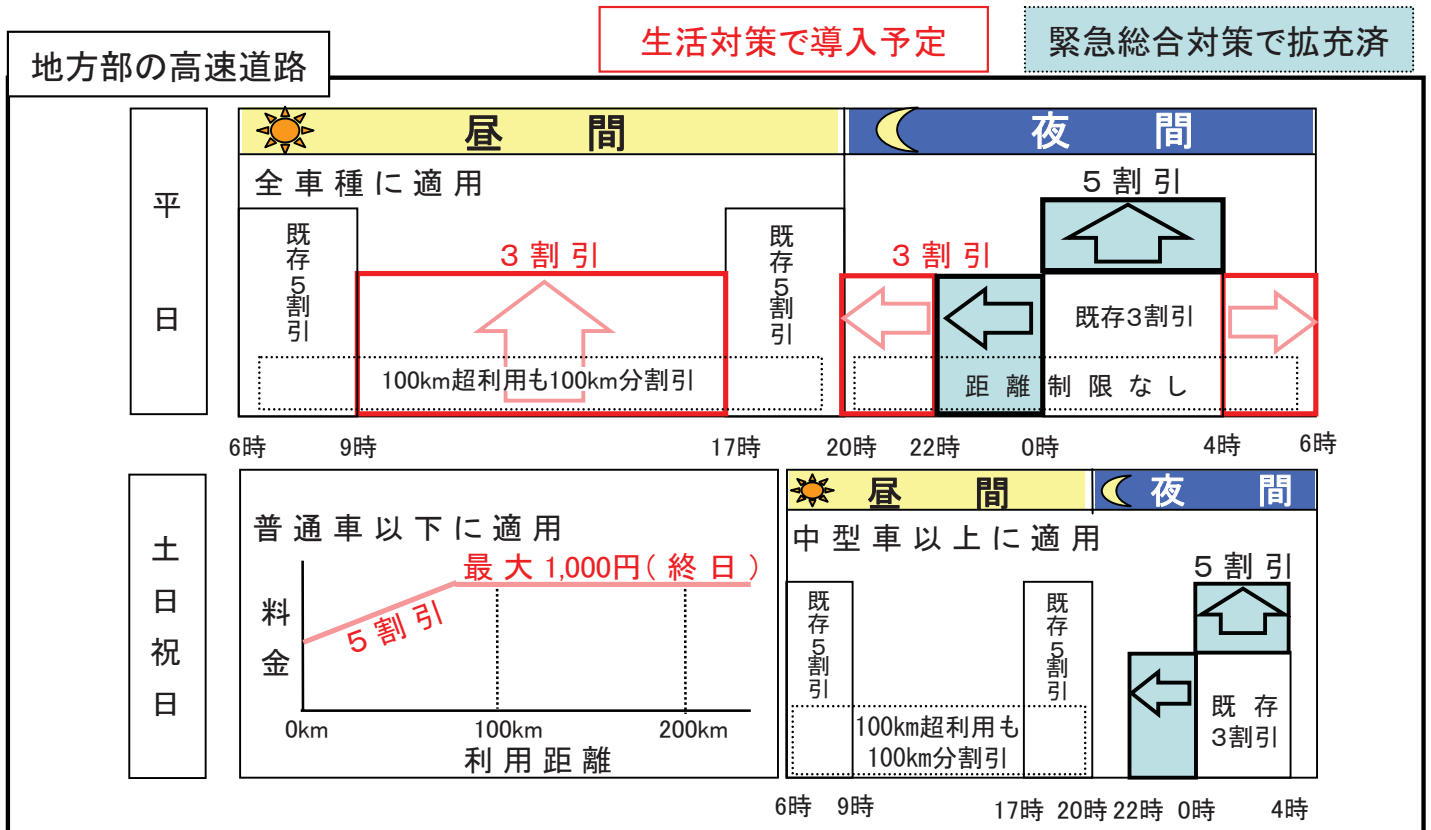 生活対策で導入予定
緊急総合対策で拡充済
地方部の高速道路
平日
昼間
夜間
全車種に適用
5割引
既存5割引
3割引
既存5割引
3割引
既存3割引
100km超利用も100km分割引
距離制限なし
6時
9時
17時
20時
22時
0時
4時
6時
土日祝日
普通車以下に適用
最大1,000円(終日)
5割引
料金
0km
100km
200km
利用距離
昼間
夜間
中型車以上に適用
5割引
既存5割引
既存5割引
既存
3割引
100km超利用も
100km分割引
6時
9時
17時
20時
22時
0時
4時